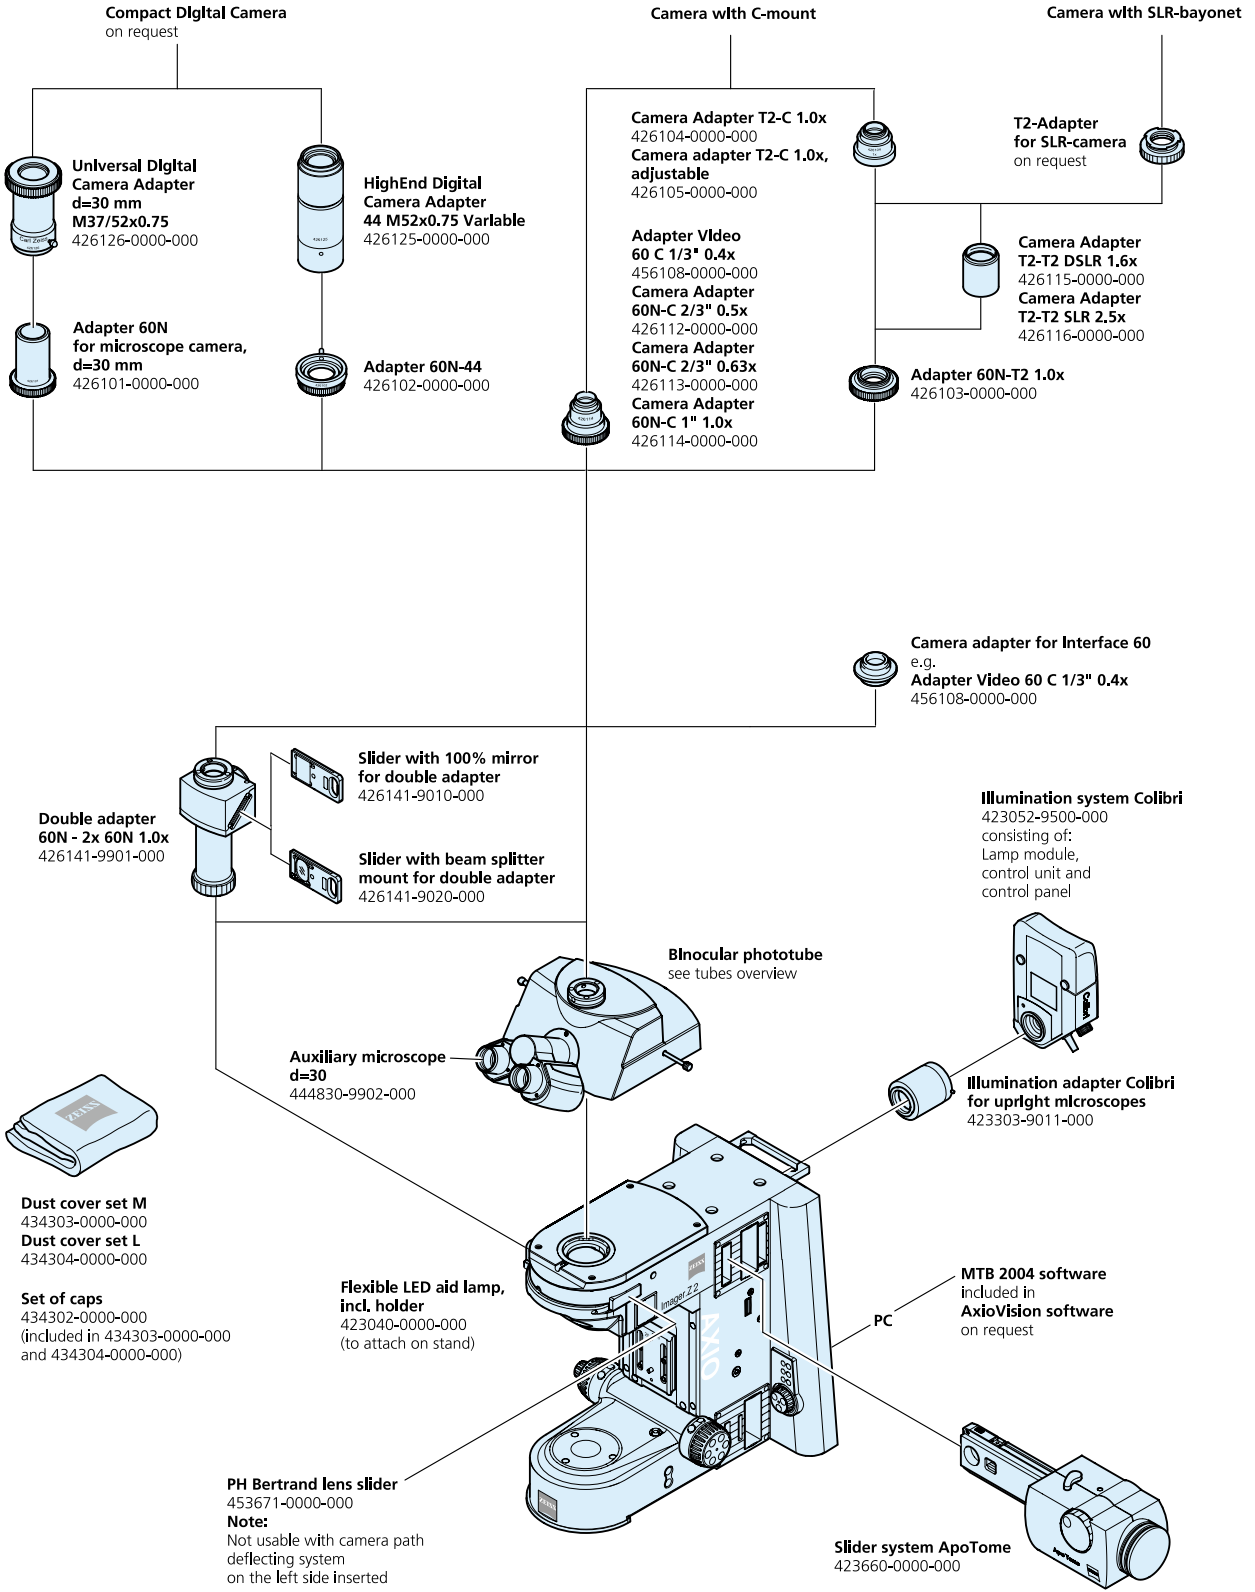 Compact Digital Camera
on request
Camera with C-mount
Camera with SLR-bayonet
Universal Digital
Camera Adapter
d=30 mm
M37/52x0.75
426126-0000-000
HighEnd Digital
Camera Adapter
44 M52x0.75 Variable
426125-0000-000
Camera Adapter T2-C 1.0x
426104-0000-000
Camera adapter T2-C 1.0x,
adjustable
426105-0000-000
T2-Adapter
for SLR-camera
on request
Adapter Video
60 C 1/3" 0.4x
456108-0000-000
Camera Adapter
60N-C 2/3" 0.5x
426112-0000-000
Camera Adapter
60N-C 2/3" 0.63x
426113-0000-000
Camera Adapter
60N-C 1" 1.0x
426114-0000-000
Camera Adapter
T2-T2 DSLR 1.6x
426115-0000-000
Camera Adapter
T2-T2 SLR 2.5x
426116-0000-000
Adapter 60N
for microscope camera,
d=30 mm
426101-0000-000
Adapter 60N-44
426102-0000-000
Adapter 60N-T2 1.0x
426103-0000-000
Carl Zeiss
426125
426114
Camera adapter for Interface 60
e.g.
Adapter Video 60 C 1/3" 0.4x
456108-0000-000
Slider with 100% mirror
for double adapter
426141-9010-000
Double adapter
60N - 2x 60N 1.0x
426141-9901-000
Slider with beam splitter
mount for double adapter
426141-9020-000
Illumination system Colibri
423052-9500-000
consisting of:
Lamp module,
control unit and
control panel
Colibri
Binocular phototube
see tubes overview
Auxiliary microscope
d=30
444830-9902-000
Illumination adapter Colibri
for upright microscopes
423303-9011-000
ZEISS
Dust cover set M
434303-0000-000
Dust cover set L
434304-0000-000
Set of caps
434302-0000-000
(included in 434303-0000-000
and 434304-0000-000)
Flexible LED aid lamp,
incl. holder
423040-0000-000
(to attach on stand)
ZEISS
Imager.Z2
AXIO
PC
MTB 2004 software
included in
AxioVision software
on request
PH Bertrand lens slider
453671-0000-000
Note:
Not usable with camera path
deflecting system
on the left side inserted
ZEISS
Slider system ApoTome
423660-0000-000
ApoTome